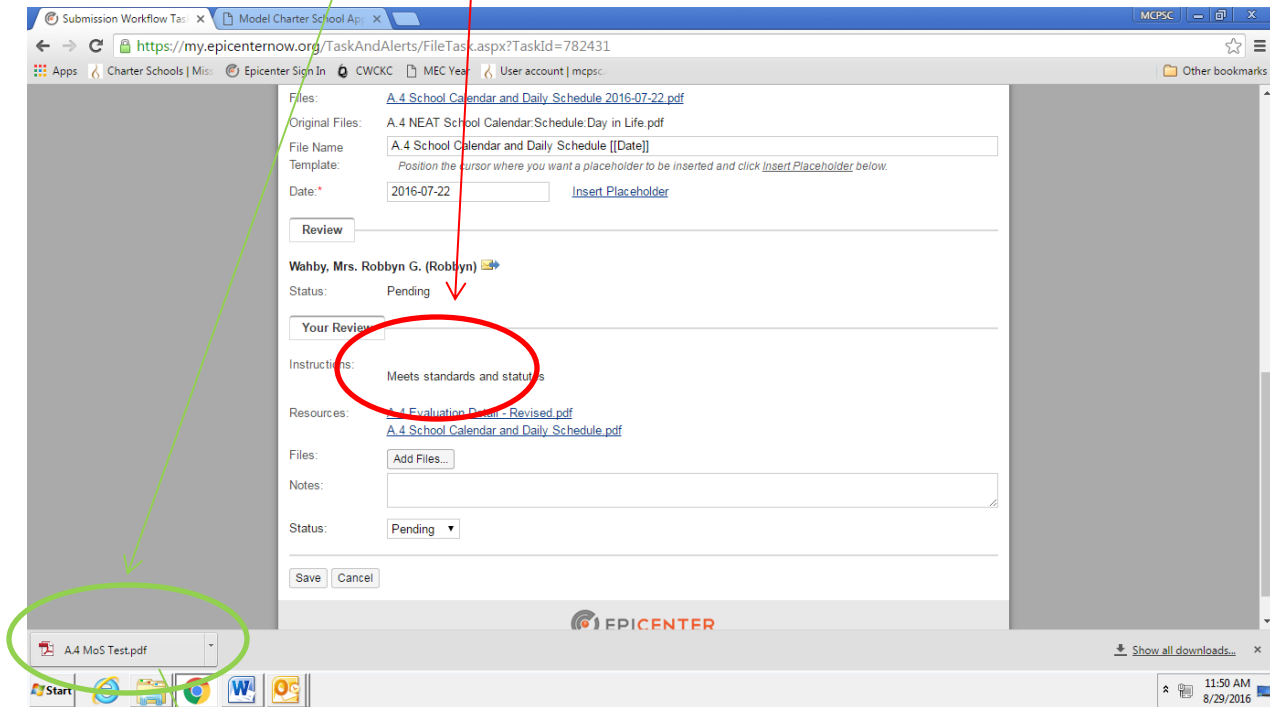 Submission Workflow Tas
Model Charter School App
MCPSC
https://my.epicenternow.org/TaskAndAlerts/FileTask.aspx?TaskId=782431
Apps Charter Schools | Miss Epicenter Sign In CWCKC MEC Year User account | mcpsc. Other bookmarks
Files: A.4 School Calendar and Daily Schedule 2016-07-22.pdf
Original Files: A.4 NEAT School Calendar:Schedule:Day in Life.pdf
File Name Template: A.4 School Calendar and Daily Schedule [[Date]]
Position the cursor where you want a placeholder to be inserted and click Insert Placeholder below.
Date:* 2016-07-22 Insert Placeholder
Review
Wahby, Mrs. Robbyn G. (Robbyn)
Status: Pending
Your Review
Instructions:
Meets standards and statutes
Resources: A.4 Evaluation Detail - Revised.pdf
A.4 School Calendar and Daily Schedule.pdf
Files: Add Files...
Notes:
Status: Pending
Save Cancel
EPICENTER
A.4 MoS Test.pdf Show all downloads...
Start
11:50 AM
8/29/2016